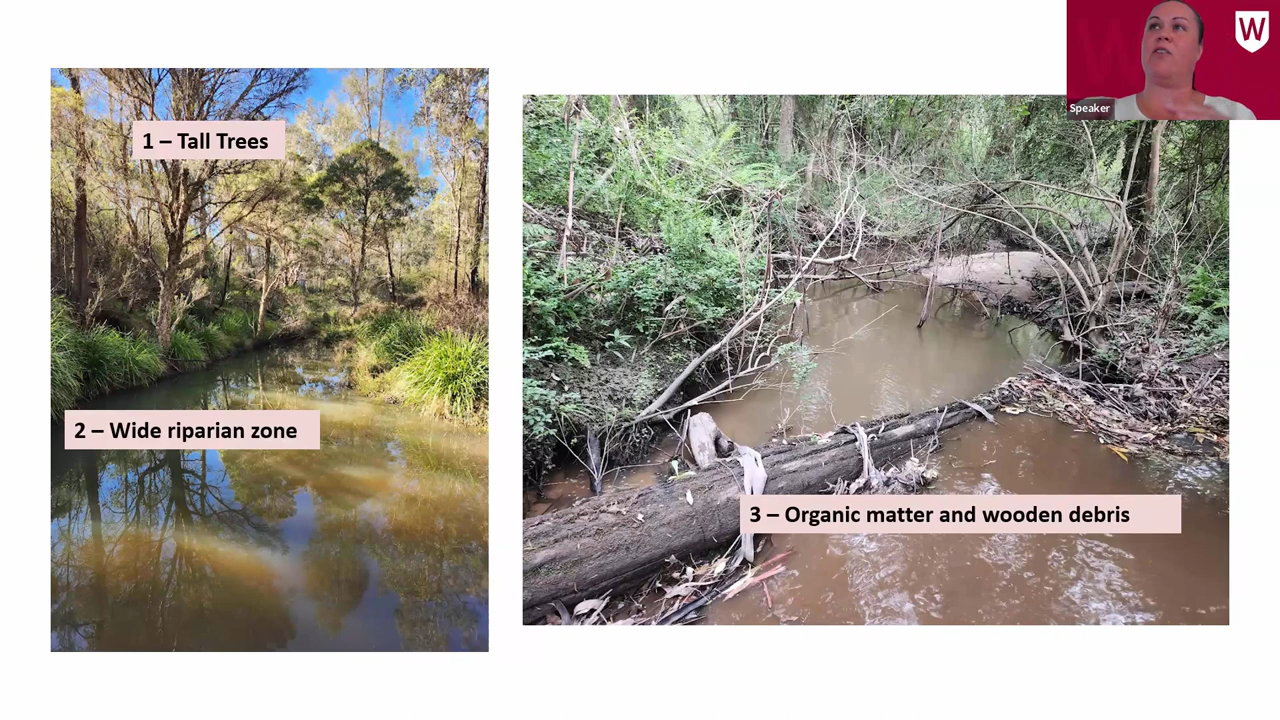 1 – Tall Trees
2 – Wide riparian zone
3 – Organic matter and wooden debris
Speaker
W